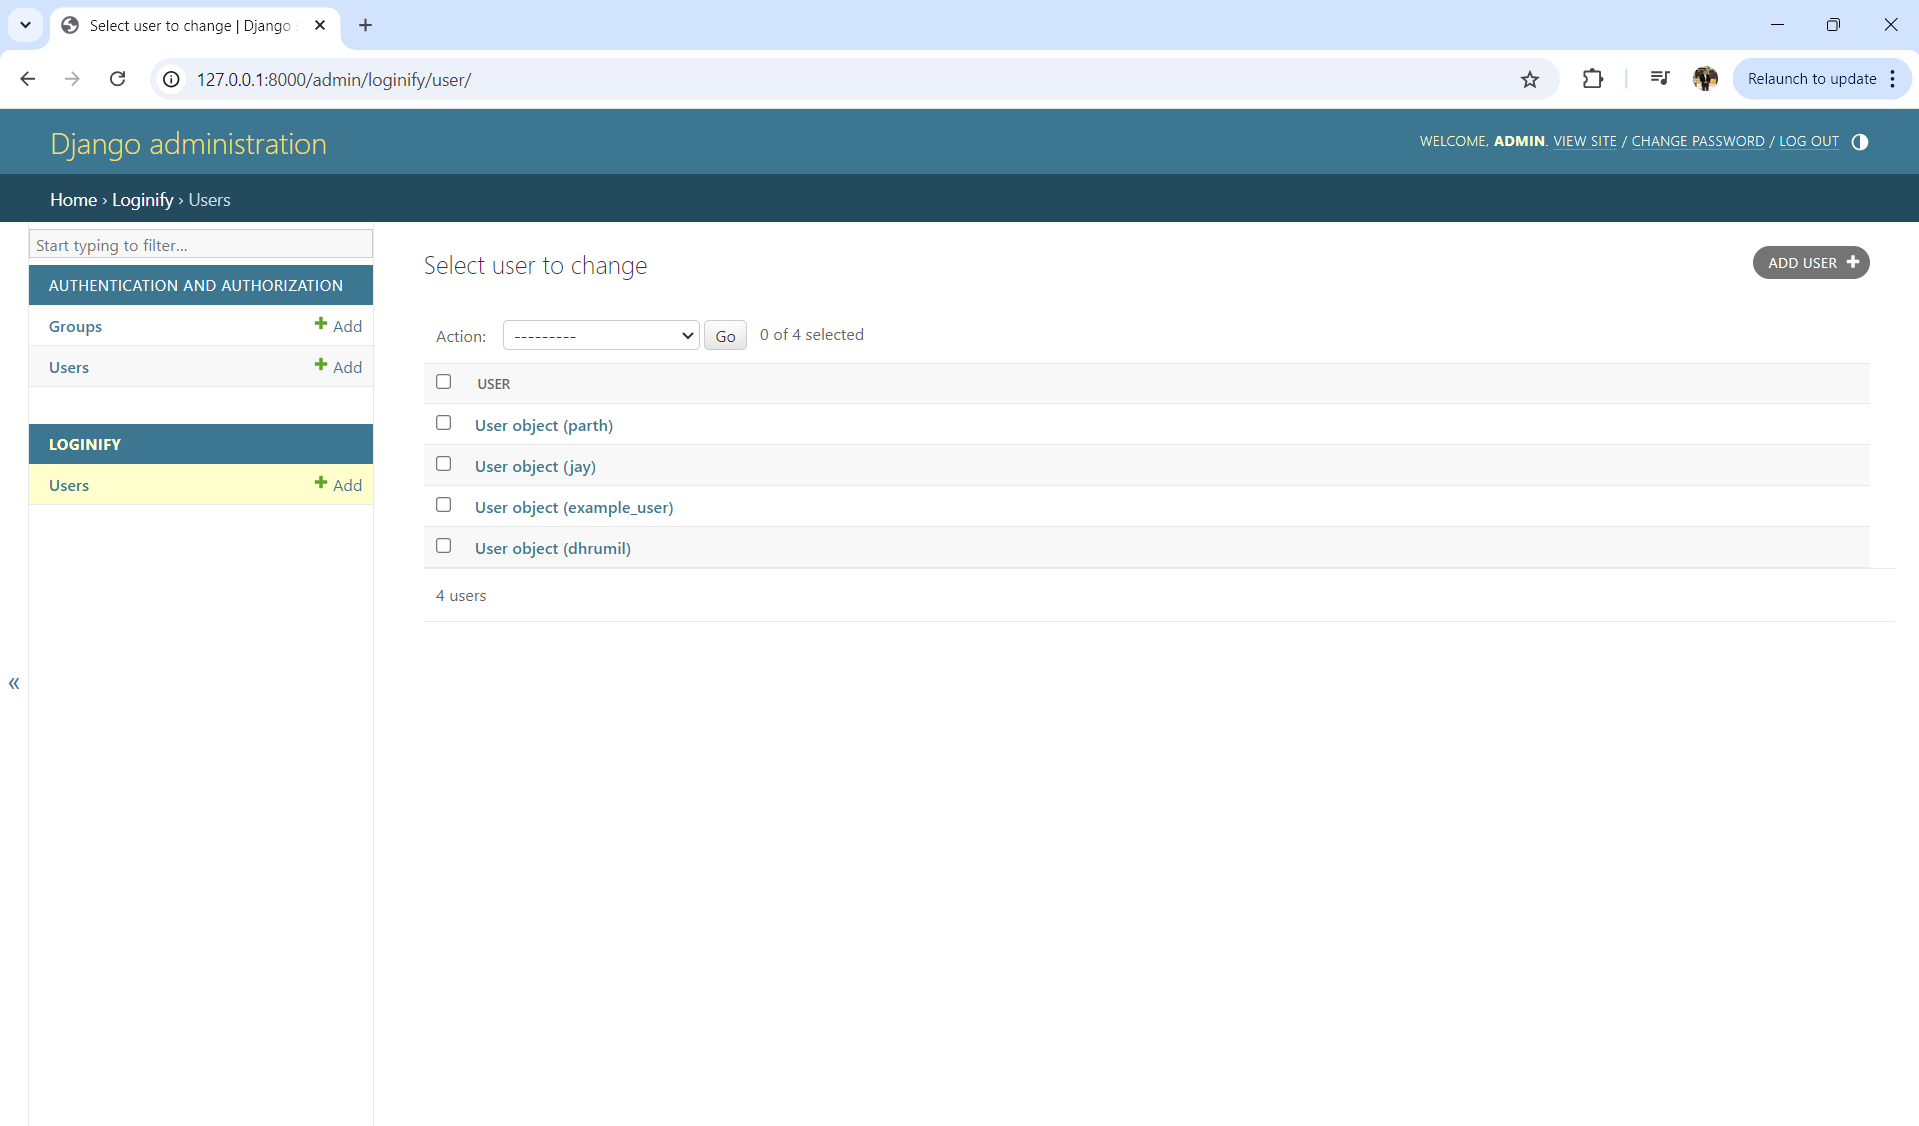 Select user to change | Django
127.0.0.1:8000/admin/loginify/user/
Relaunch to update
Django administration
WELCOME, ADMIN. VIEW SITE / CHANGE PASSWORD / LOG OUT
Home › Loginify › Users
Start typing to filter...
AUTHENTICATION AND AUTHORIZATION
Groups + Add
Users + Add
LOGINIFY
Users + Add
«
Select user to change
ADD USER +
Action: --------- Go 0 of 4 selected
USER
User object (parth)
User object (jay)
User object (example_user)
User object (dhrumil)
4 users